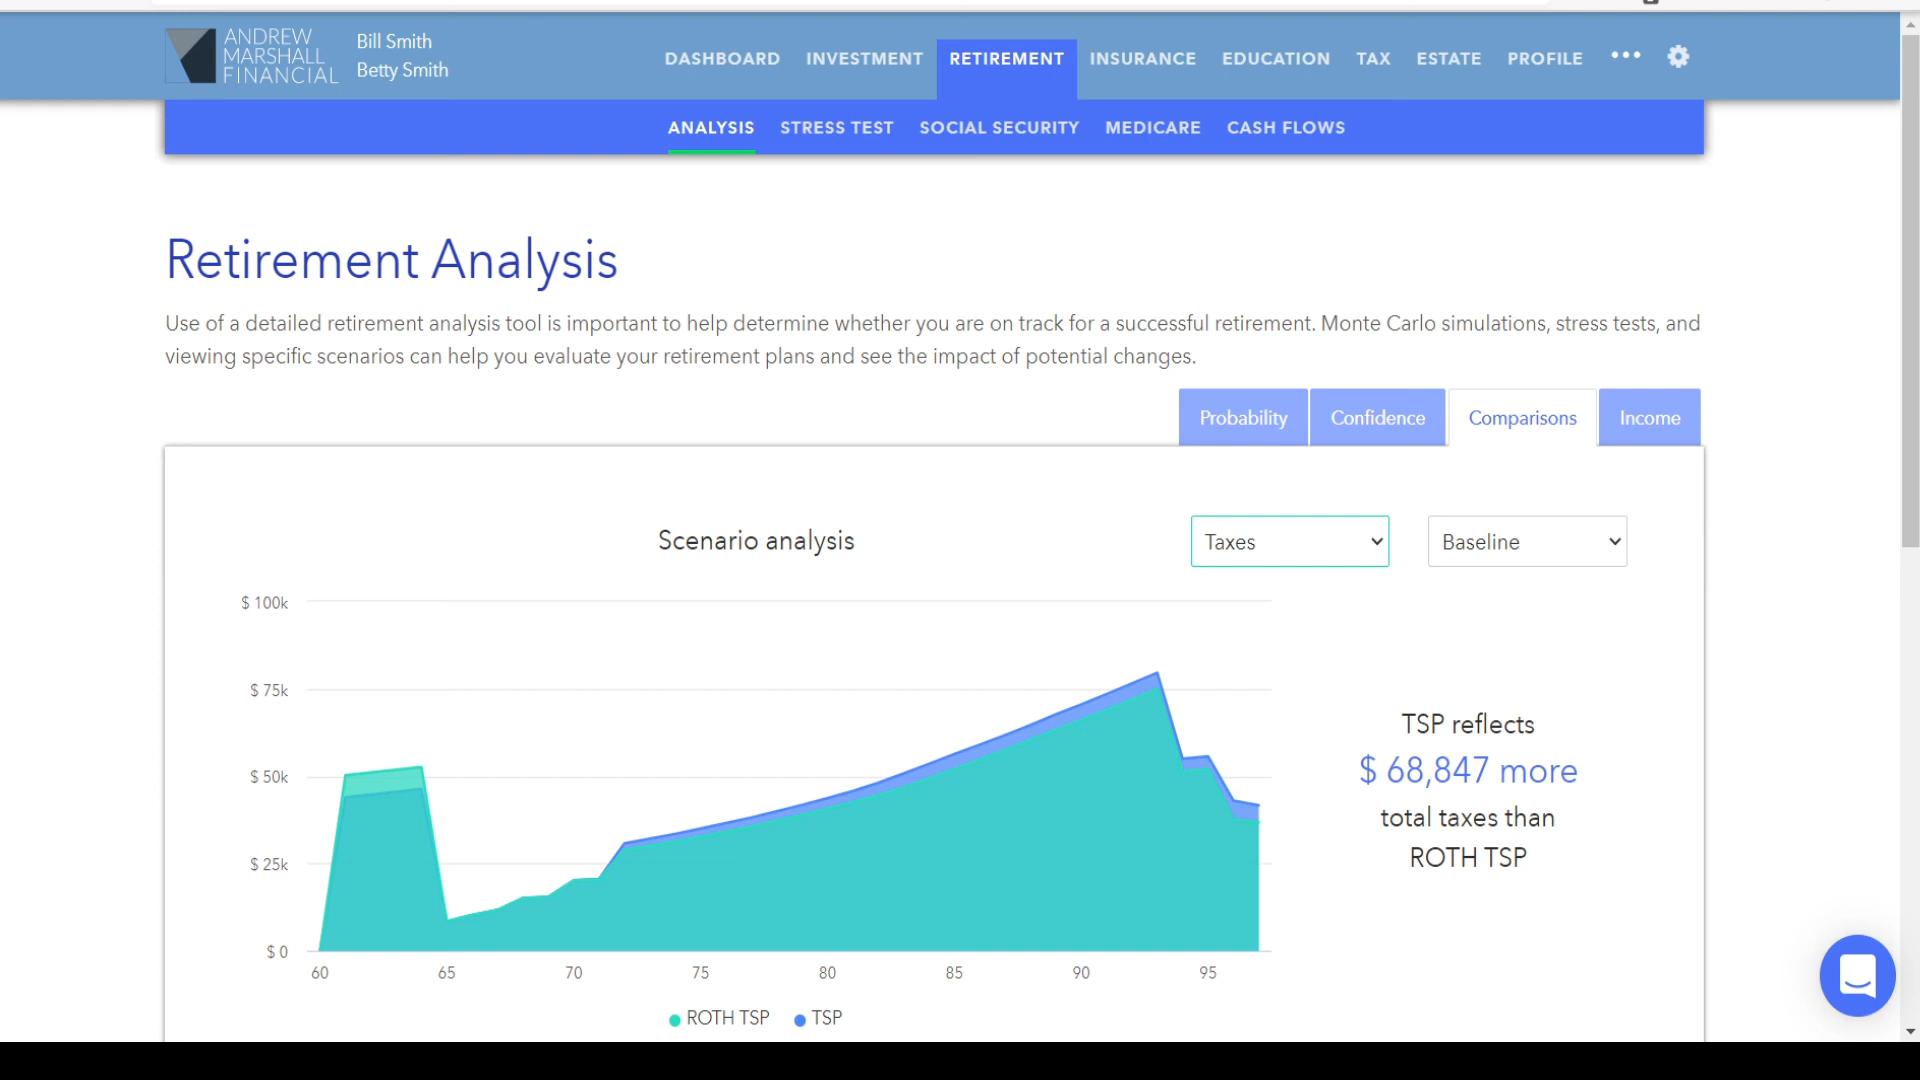 ANDREW
MARSHALL
FINANCIAL
Bill Smith
Betty Smith
DASHBOARD INVESTMENT RETIREMENT INSURANCE EDUCATION TAX ESTATE PROFILE
ANALYSIS STRESS TEST SOCIAL SECURITY MEDICARE CASH FLOWS
Retirement Analysis
Use of a detailed retirement analysis tool is important to help determine whether you are on track for a successful retirement. Monte Carlo simulations, stress tests, and
viewing specific scenarios can help you evaluate your retirement plans and see the impact of potential changes.
Probability Confidence Comparisons Income
Scenario analysis
Taxes Baseline
$ 100k
$ 75k
$ 50k
$ 25k
$ 0
60 65 70 75 80 85 90 95
ROTH TSP TSP
TSP reflects
$ 68,847 more
total taxes than
ROTH TSP